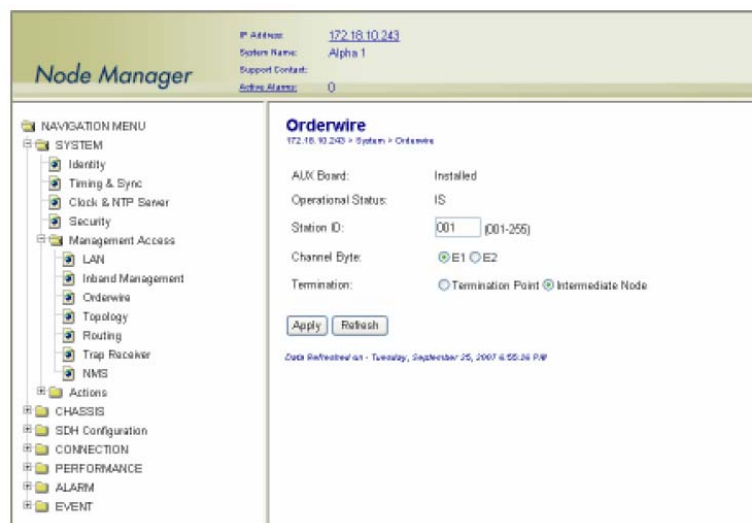 Node Manager
IP Address: 172.18.10.243
System Name: Alpha 1
Support Contact:
Active Alarms: 0
NAVIGATION MENU
SYSTEM
Identity
Timing & Sync
Clock & NTP Server
Security
Management Access
LAN
Inband Management
Orderwire
Topology
Routing
Trap Receiver
NMS
Actions
CHASSIS
SDH Configuration
CONNECTION
PERFORMANCE
ALARM
EVENT
Orderwire
172.18.10.243 > System > Orderwire
AUX Board: Installed
Operational Status: IS
Station ID: 001 (001-255)
Channel Byte: E1 E2
Termination: Termination Point Intermediate Node
Apply Refresh
Data Refreshed on - Tuesday, September 25, 2007 6:55:26 PM